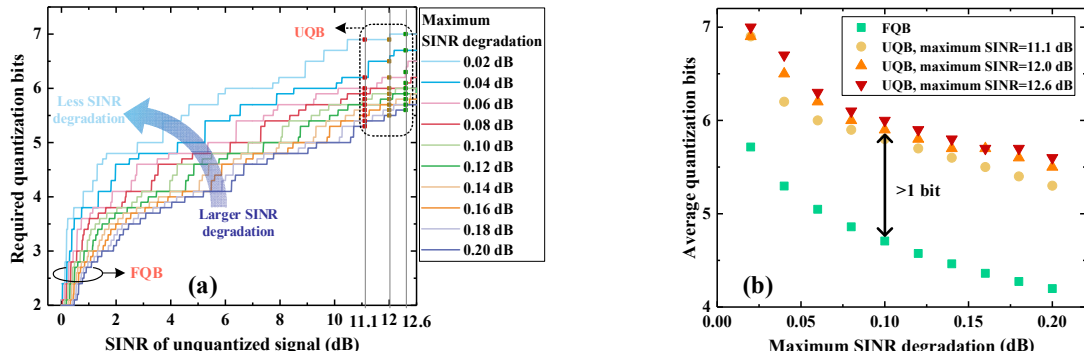 Required quantization bits
7
6
5
4
3
2
0
2
4
6
8
10
11.1
12
12.6
SINR of unquantized signal (dB)
UQB
Less SINR
degradation
Larger SINR
degradation
FQB
(a)
Maximum
SINR degradation
0.02 dB
0.04 dB
0.06 dB
0.08 dB
0.10 dB
0.12 dB
0.14 dB
0.16 dB
0.18 dB
0.20 dB
Average quantization bits
7
6
5
4
0.00
0.05
0.10
0.15
0.20
Maximum SINR degradation (dB)
FQB
UQB, maximum SINR=11.1 dB
UQB, maximum SINR=12.0 dB
UQB, maximum SINR=12.6 dB
>1 bit
(b)